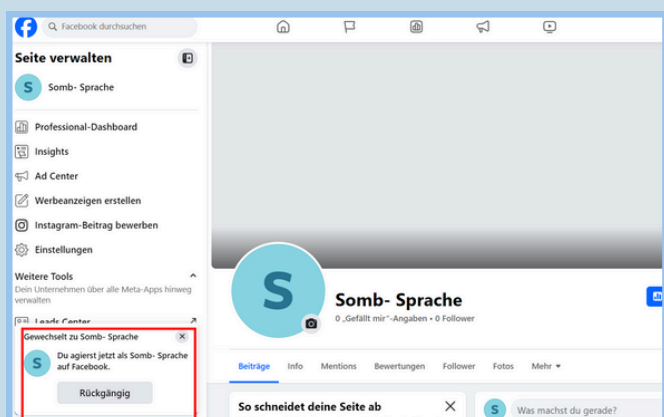 Facebook durchsuchen
Seite verwalten
S Somb- Sprache
Professional-Dashboard
Insights
Ad Center
Werbeanzeigen erstellen
Instagram-Beitrag bewerben
Einstellungen
Weitere Tools
Dein Unternehmen über alle Meta-Apps hinweg
verwalten
Leads Center
Gewechselt zu Somb- Sprache
S
Du agierst jetzt als Somb- Sprache
auf Facebook.
Rückgängig
S
Somb- Sprache
0 „Gefällt mir"-Angaben • 0 Follower
Beiträge Info Mentions Bewertungen Follower Fotos Mehr
So schneidet deine Seite ab
S Was machst du gerade?